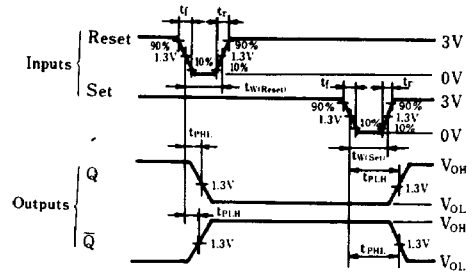 tf tr
Reset 90% 3V
1.3V 1.3V
10% 10%
Inputs 0V
tW(Reset) tf tr
Set 90% 90% 3V
1.3V 1.3V
10% 10%
0V
tPHL tW(Set)
Q tPLH VOH
1.3V 1.3V
VOL
Outputs tPLH VOH
Q̅ 1.3V tPHL 1.3V
VOL